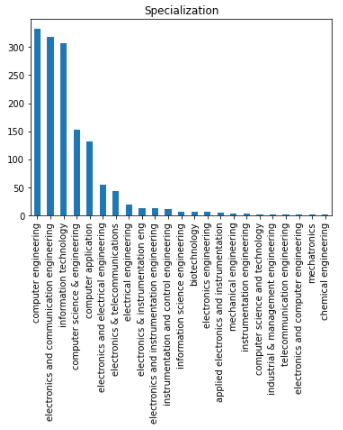 Specialization
350
300
250
200
150
100
50
0
computer engineering
electronics and communication engineering
information technology
computer science & engineering
computer application
electronics and electrical engineering
electronics & telecommunications
electrical engineering
electronics & instrumentation eng
electronics and instrumentation engineering
instrumentation and control engineering
information science engineering
biotechnology
electronics engineering
applied electronics and instrumentation
mechanical engineering
instrumentation engineering
computer science and technology
industrial & management engineering
telecommunication engineering
electronics and computer engineering
mechatronics
chemical engineering